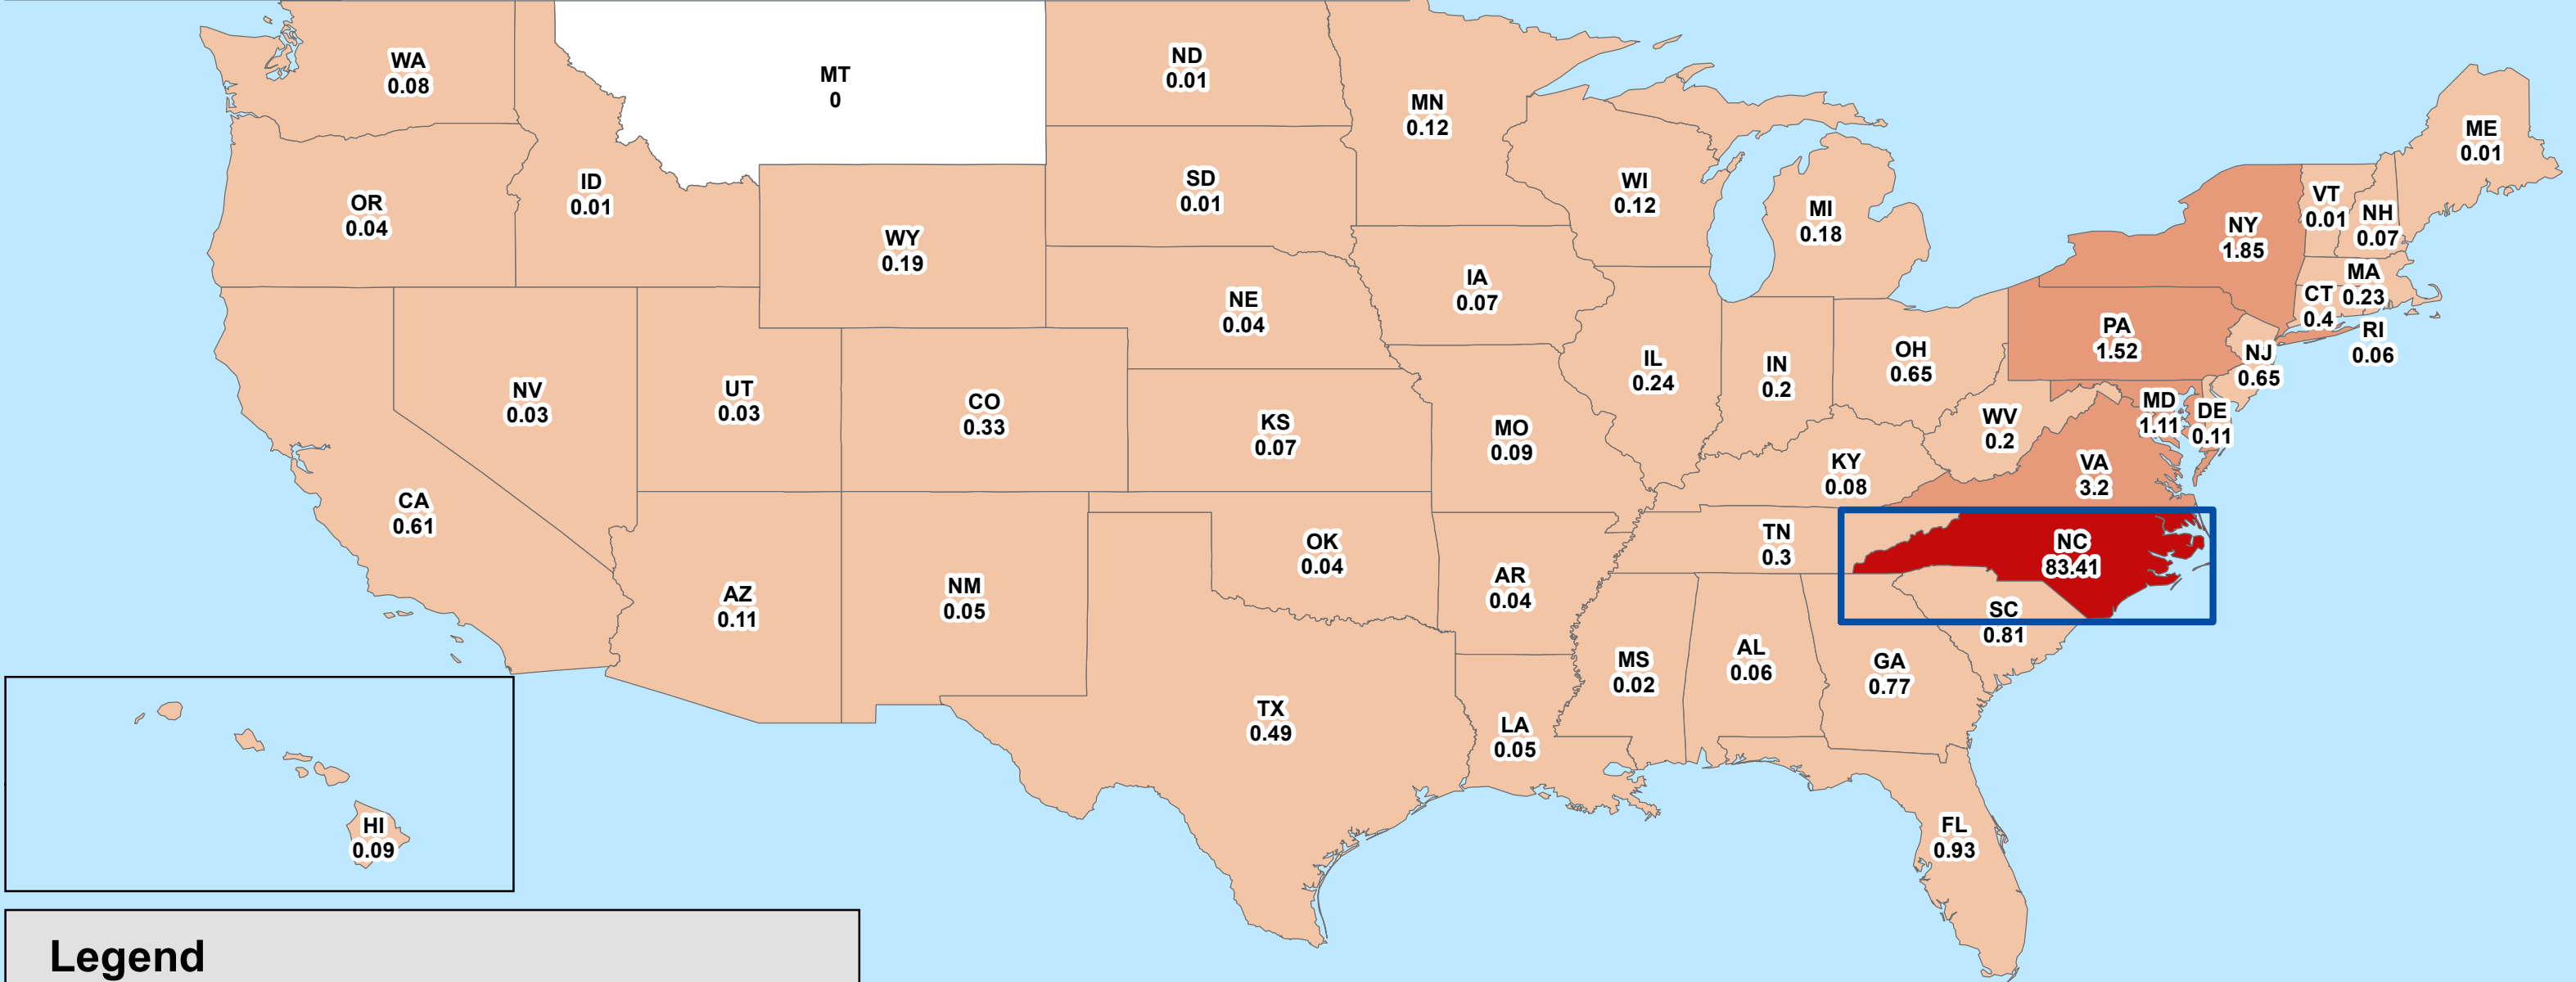 WA
0.08
MT
0
ND
0.01
MN
0.12
ME
0.01
OR
0.04
ID
0.01
SD
0.01
WI
0.12
MI
0.18
VT
0.01
NH
0.07
NY
1.85
WY
0.19
MA
0.23
CT
0.4
RI
0.06
IA
0.07
NE
0.04
PA
1.52
NJ
0.65
OH
0.65
IN
0.2
IL
0.24
NV
0.03
UT
0.03
CO
0.33
KS
0.07
MO
0.09
WV
0.2
MD
1.11
DE
0.11
KY
0.08
VA
3.2
CA
0.61
TN
0.3
NC
83.41
OK
0.04
AR
0.04
AZ
0.11
NM
0.05
SC
0.81
MS
0.02
AL
0.06
GA
0.77
TX
0.49
LA
0.05
HI
0.09
FL
0.93
Legend